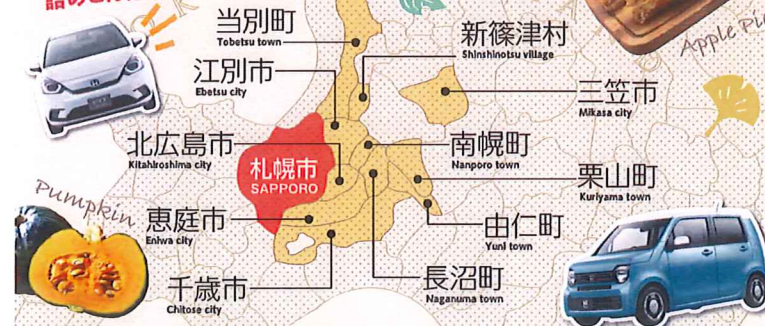 当別町
Tobetsu town
新篠津村
Shinshinotsu village
Apple Pie
江別市
Ebetsu city
三笠市
Mikasa city
北広島市
Kitahiroshima city
札幌市
SAPPORO
南幌町
Nanporo town
栗山町
Kuriyama town
Pumpkin
恵庭市
Eniwa city
由仁町
Yuni town
千歳市
Chitose city
長沼町
Naganuma town